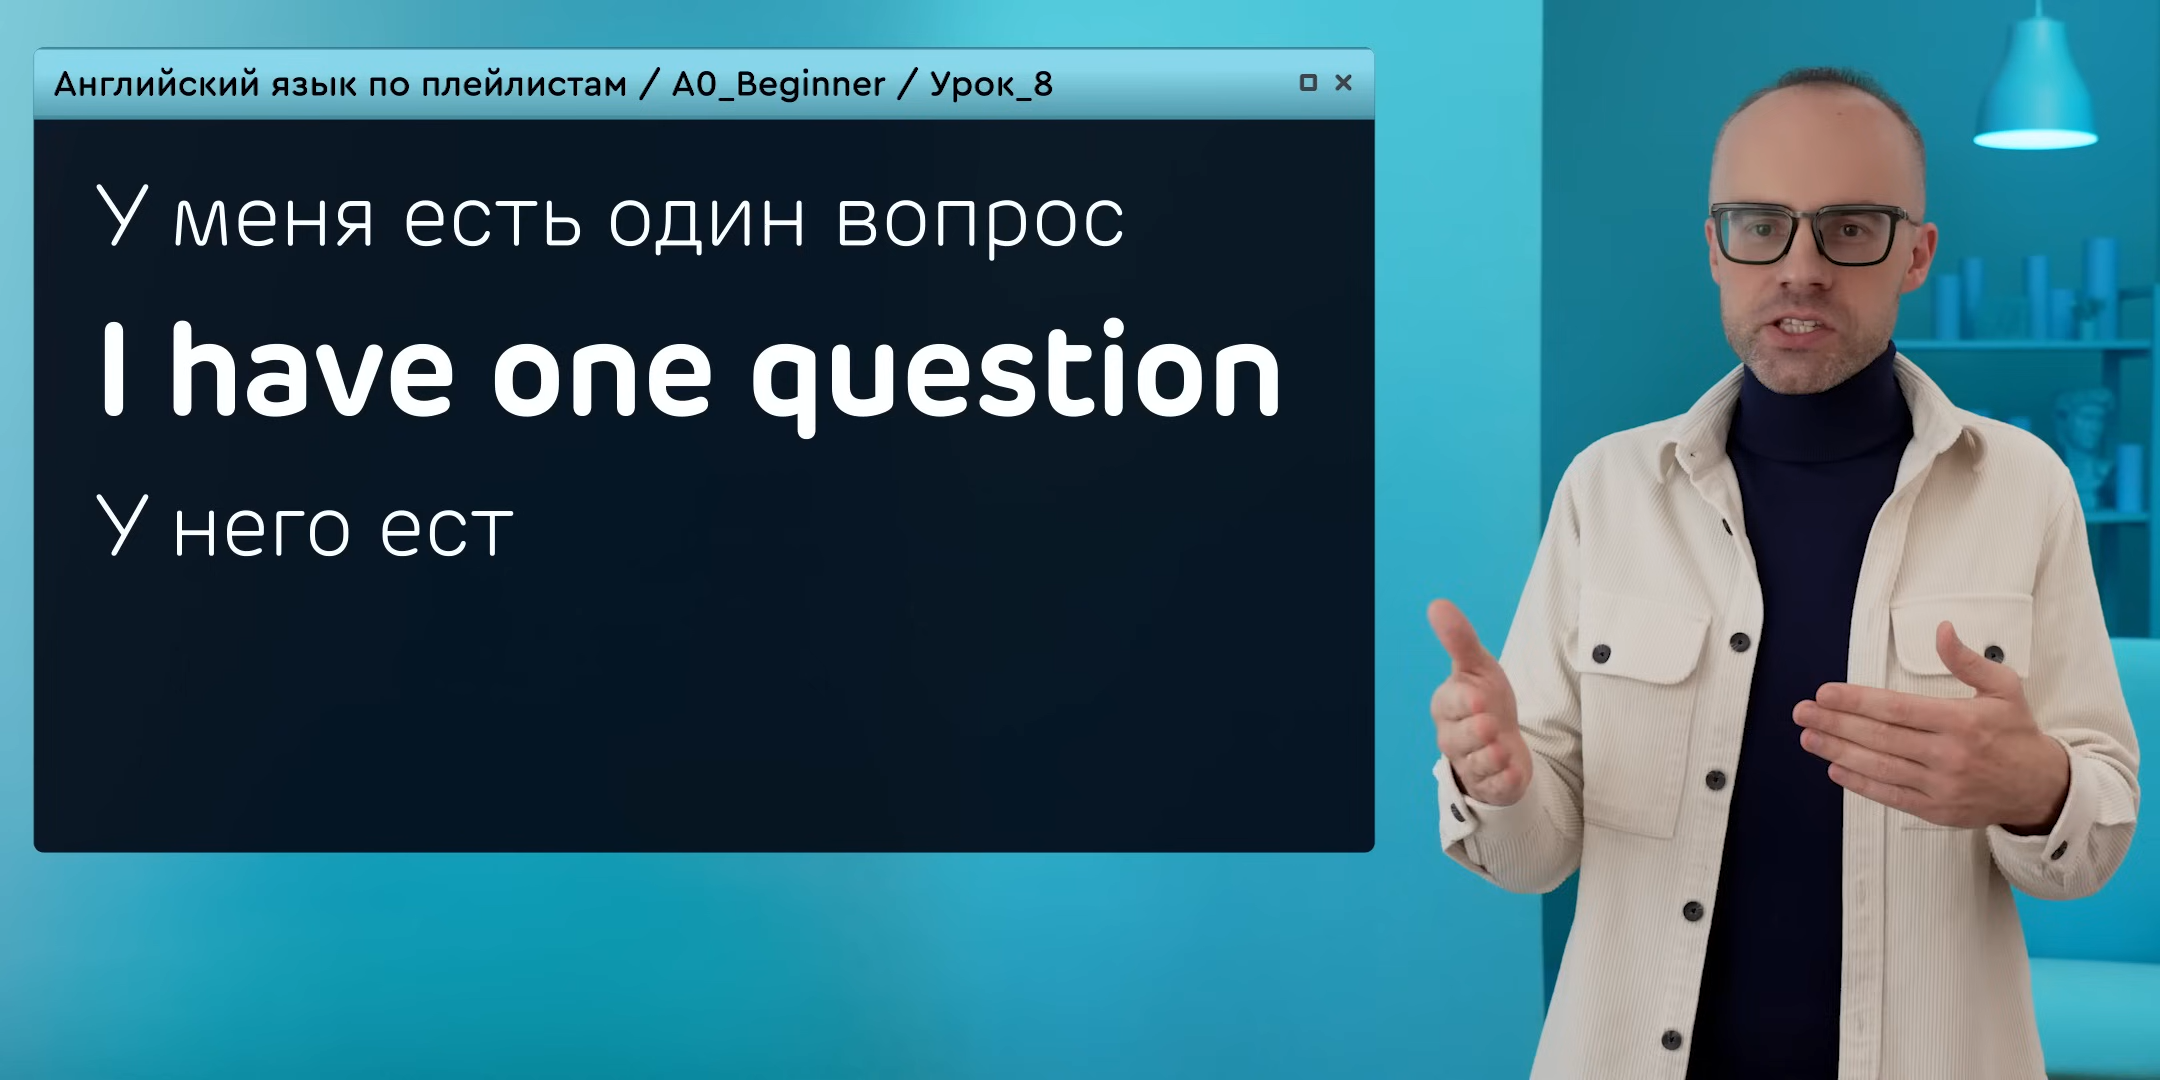 Английский язык по плейлистам / A0_Beginner / Урок_8
У меня есть один вопрос
I have one question
У него ест